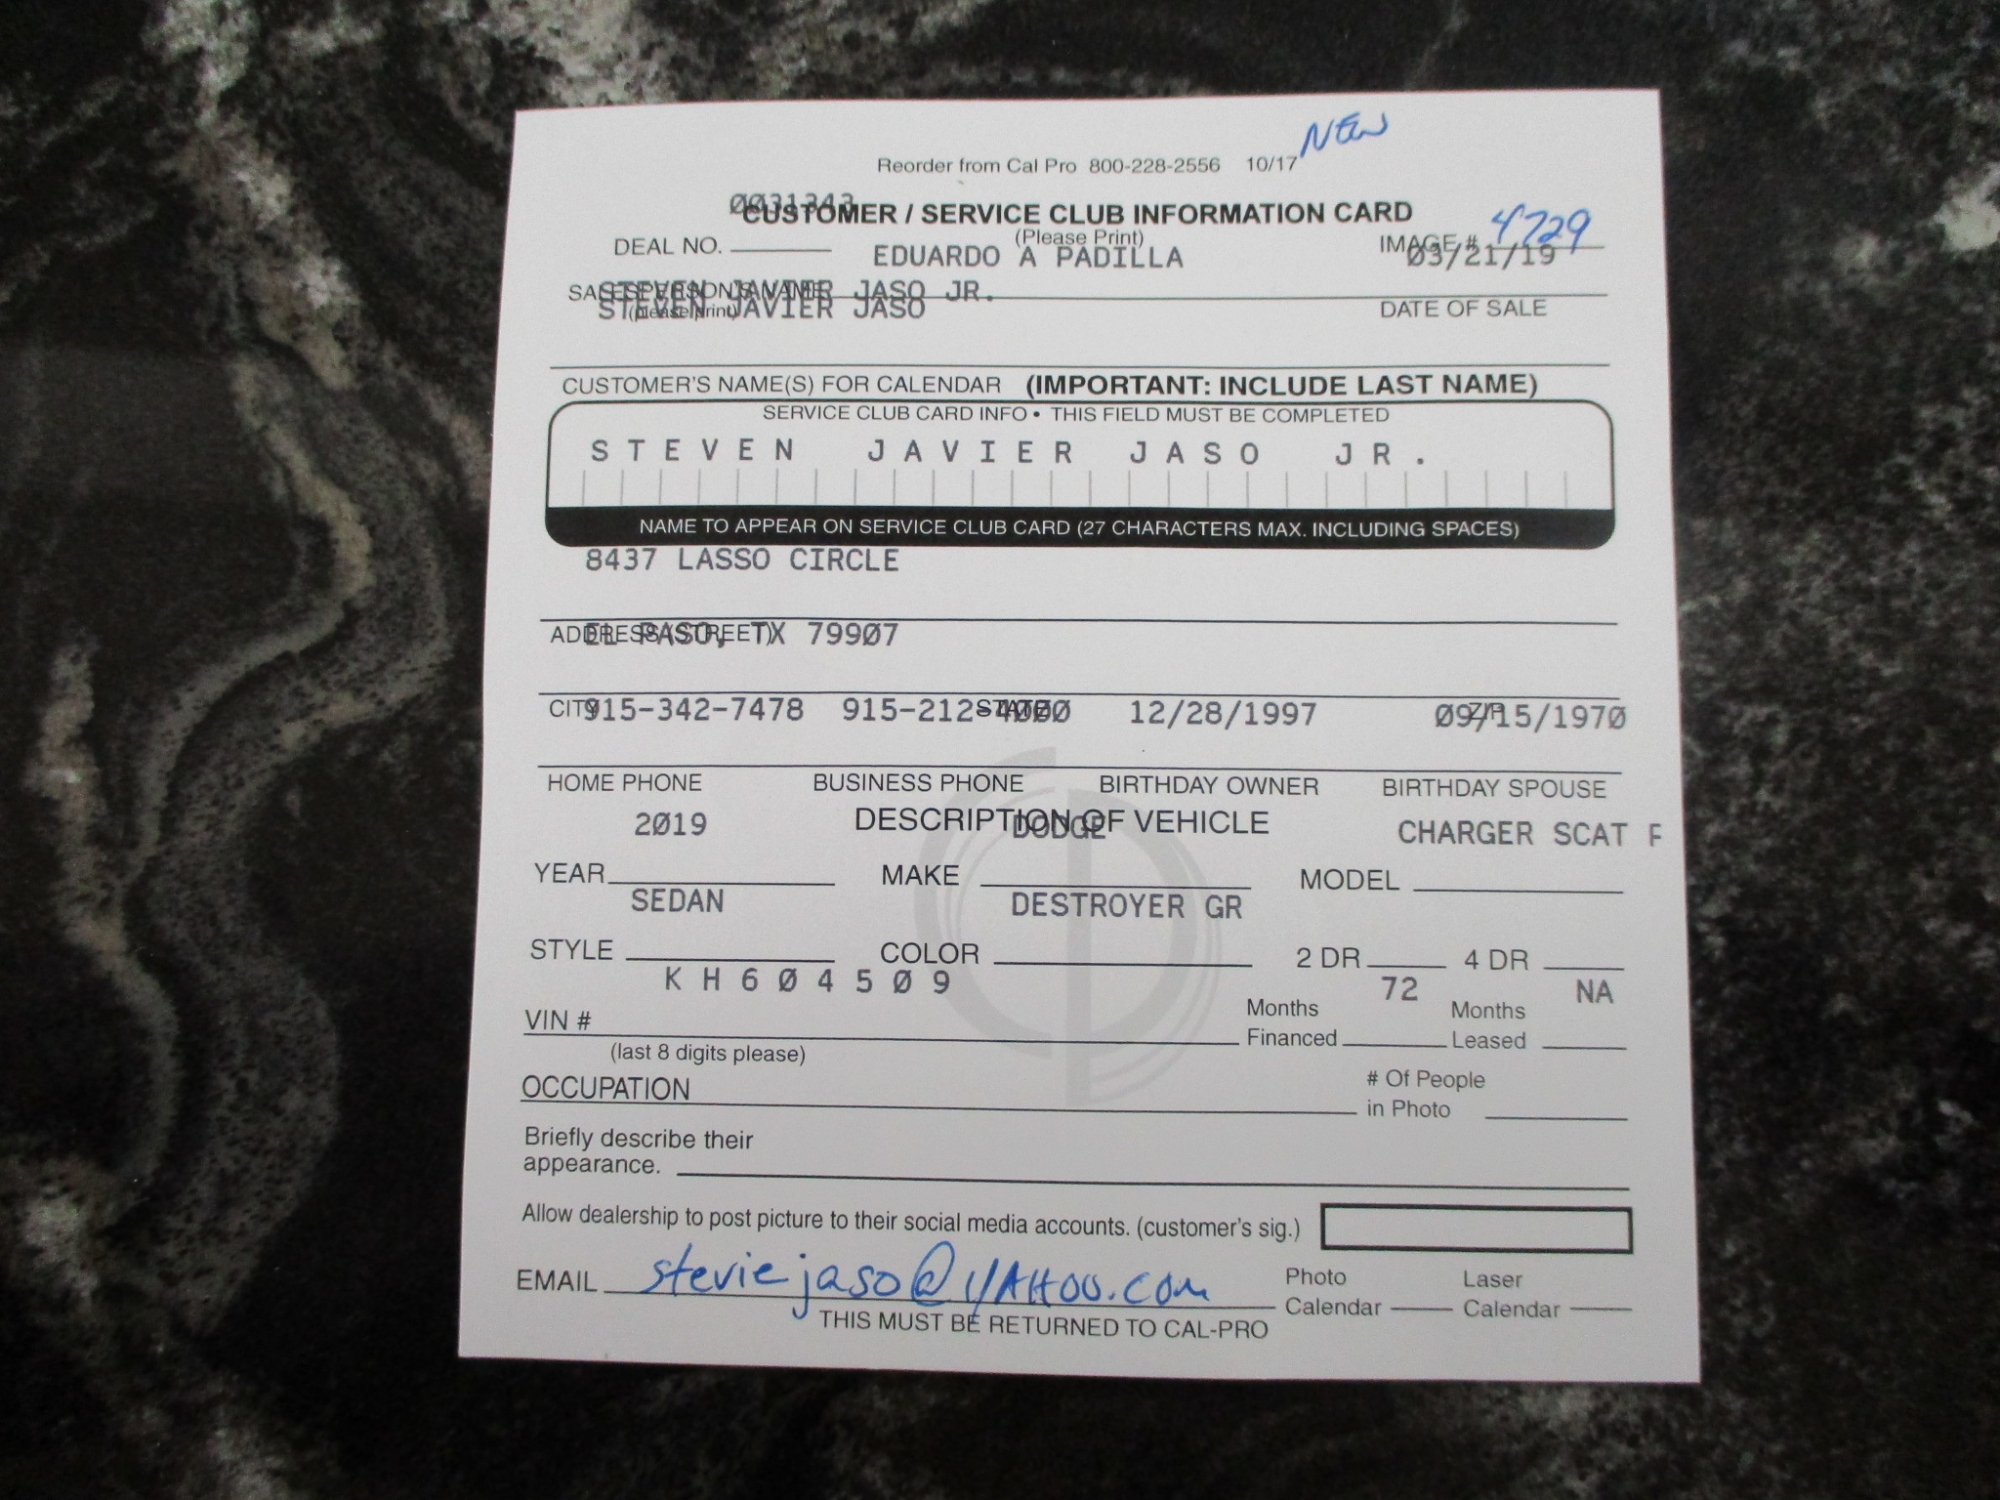 NEW
Reorder from Cal Pro 800-228-2556 10/17
0031343
CUSTOMER / SERVICE CLUB INFORMATION CARD
(Please Print)
DEAL NO. EDUARDO A PADILLA IMAGE # 4729
03/21/19
SALESPERSON'S NAME STEVEN JAVIER JASO JR.
(please print) STEVEN JAVIER JASO DATE OF SALE
CUSTOMER'S NAME(S) FOR CALENDAR (IMPORTANT: INCLUDE LAST NAME)
SERVICE CLUB CARD INFO • THIS FIELD MUST BE COMPLETED
STEVEN JAVIER JASO JR.
NAME TO APPEAR ON SERVICE CLUB CARD (27 CHARACTERS MAX. INCLUDING SPACES)
8437 LASSO CIRCLE
ADDRESS (STREET) EL PASO, TX 79907
CITY STATE ZIP
915-342-7478 915-212-4000 12/28/1997 09/15/1970
HOME PHONE BUSINESS PHONE BIRTHDAY OWNER BIRTHDAY SPOUSE
DESCRIPTION OF VEHICLE
2019 DODGE CHARGER SCAT
YEAR MAKE MODEL
SEDAN DESTROYER GR
STYLE COLOR 2 DR 4 DR
KH604509 72 NA
VIN # Months Financed Months Leased
(last 8 digits please)
OCCUPATION # Of People in Photo
Briefly describe their
appearance.
Allow dealership to post picture to their social media accounts. (customer's sig.)
EMAIL steviejaso@yAHoo.com Photo Calendar Laser Calendar
THIS MUST BE RETURNED TO CAL-PRO